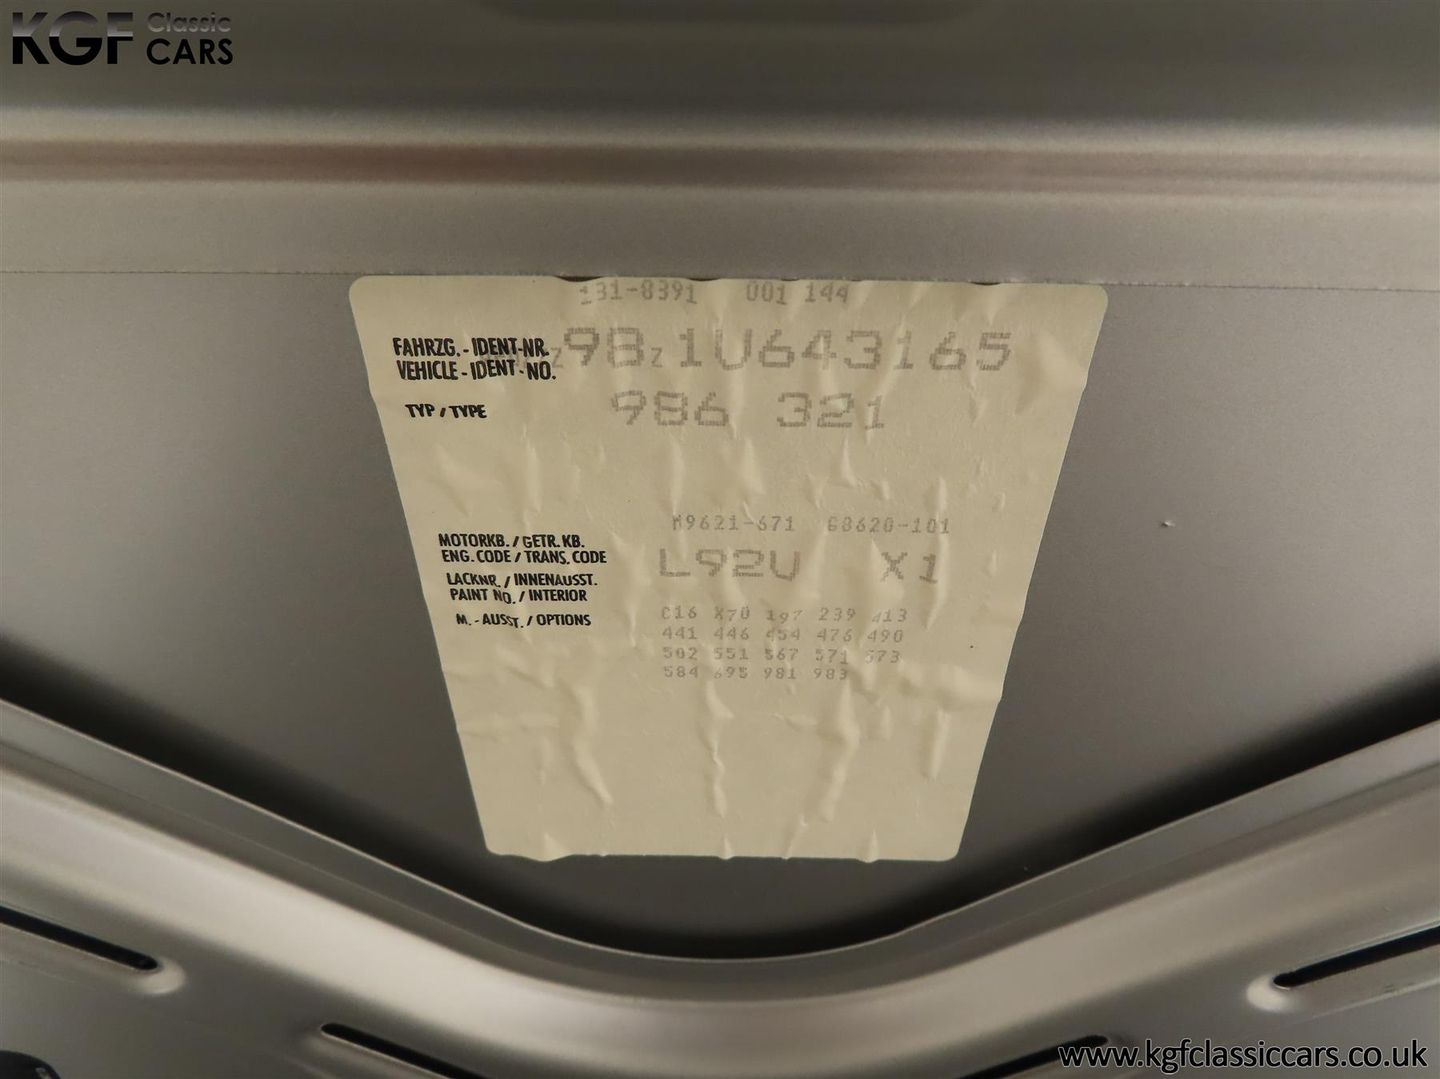 KGF Classic CARS
131-8391 001 144
FAHRZG.-IDENT-NR. 98Z1U643165
VEHICLE-IDENT-NO.
TYP/TYPE 986 321
M9621-671 G8620-101
MOTORKB./GETR.KB.
ENG.CODE/TRANS.CODE
L92U X1
LACKNR./INNENAUSST.
PAINT NO./INTERIOR
M.-AUSST./OPTIONS
C16 X70 197 239 413
441 446 454 476 490
502 551 567 571 573
584 695 981 983
www.kgfclassiccars.co.uk